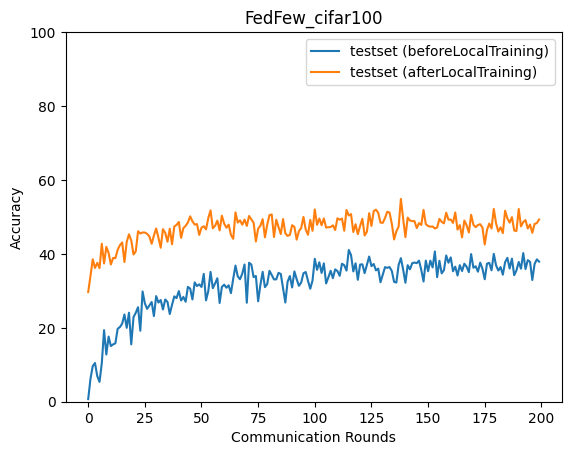 FedFew_cifar100
testset (beforeLocalTraining)
testset (afterLocalTraining)
Accuracy
100
80
60
40
20
0
0 25 50 75 100 125 150 175 200
Communication Rounds